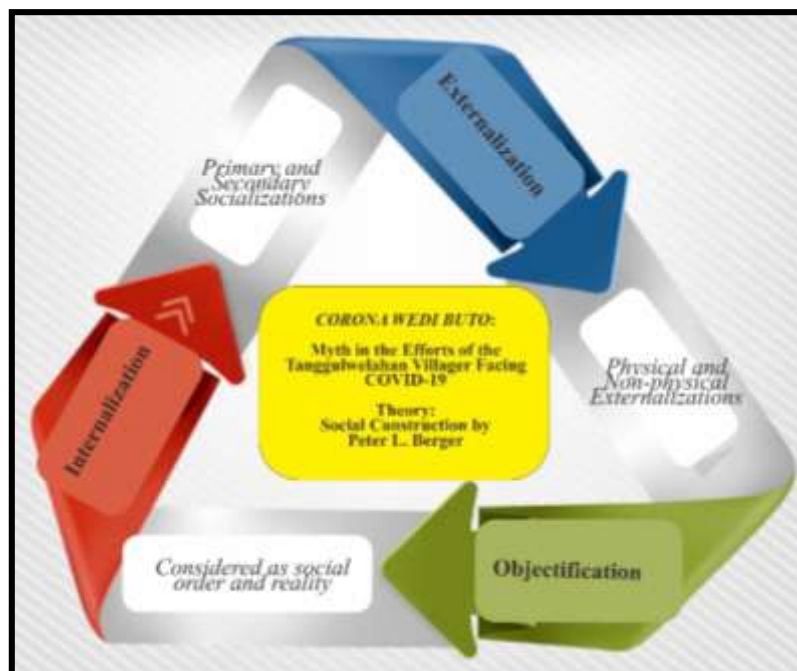 Externalization
Primary and
Secondary
Socializations
CORONA WEDI BUTO:
Myth in the Efforts of the
Tanggulwelahan Villager Facing
COVID-19
Theory:
Social Construction by
Peter L. Berger
Physical and
Non-physical
Externalizations
Internalization
Considered as social
order and reality
Objectification